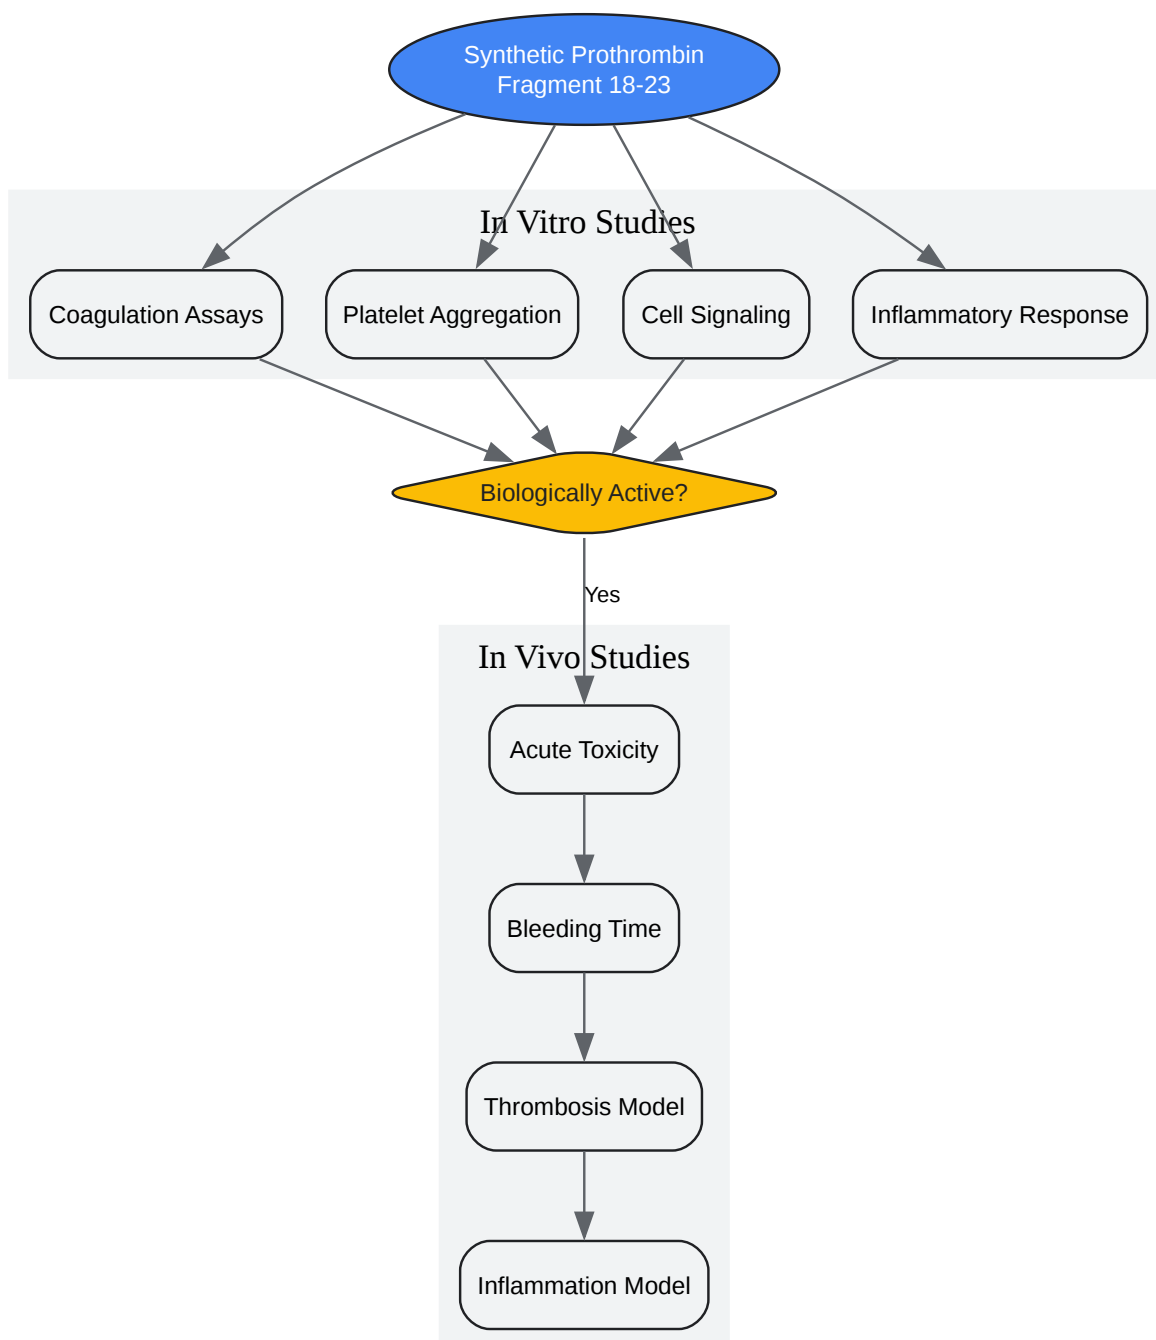 Synthetic Prothrombin
Fragment 18-23
In Vitro Studies
Coagulation Assays
Platelet Aggregation
Cell Signaling
Inflammatory Response
Biologically Active?
Yes
In Vivo Studies
Acute Toxicity
Bleeding Time
Thrombosis Model
Inflammation Model